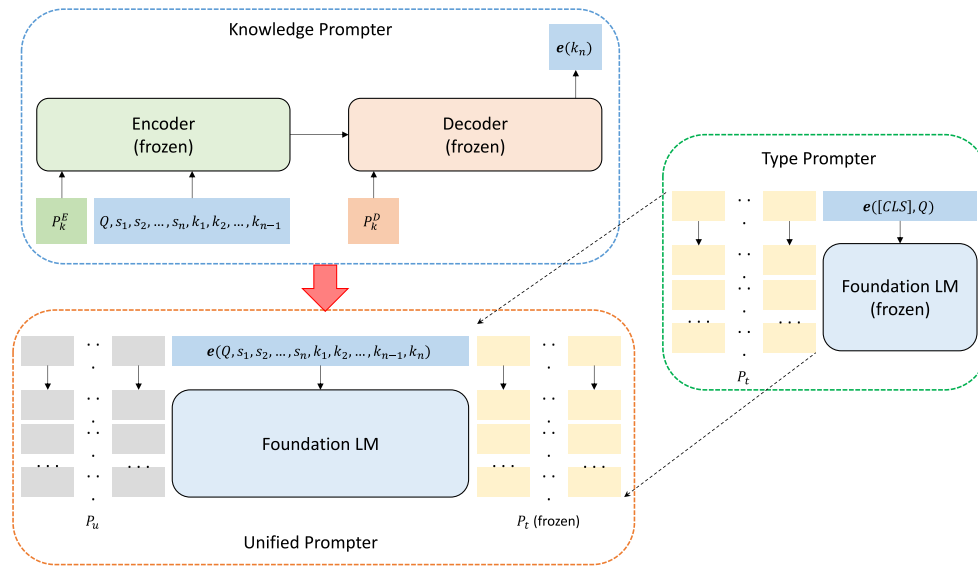 Knowledge Prompter
e(k_n)
Encoder
(frozen)
Decoder
(frozen)
P_k^E
Q, s_1, s_2, …, s_n, k_1, k_2, …, k_{n−1}
P_k^D
Type Prompter
e([CLS], Q)
Foundation LM
(frozen)
P_t
e(Q, s_1, s_2, …, s_n, k_1, k_2, …, k_{n−1}, k_n)
Foundation LM
P_u
P_t (frozen)
Unified Prompter